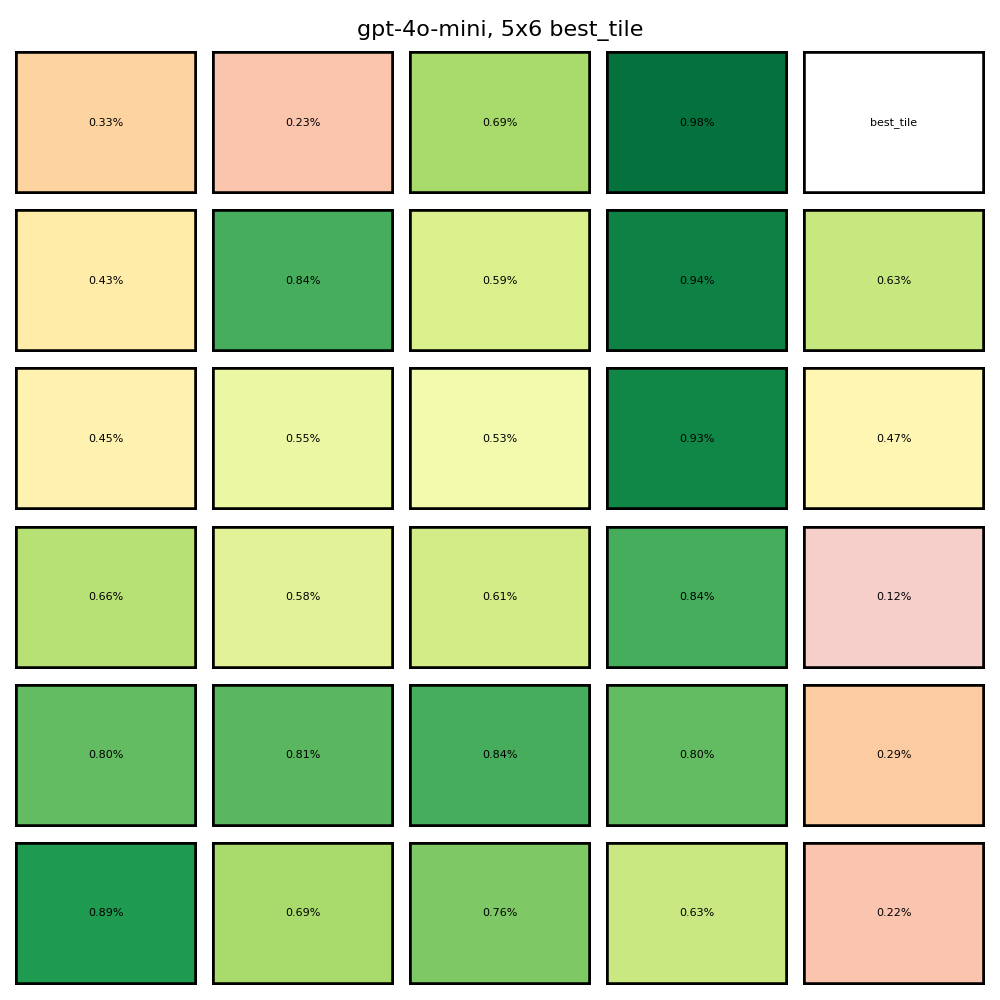 gpt-4o-mini, 5x6 best_tile
0.33% 0.23% 0.69% 0.98% best_tile
0.43% 0.84% 0.59% 0.94% 0.63%
0.45% 0.55% 0.53% 0.93% 0.47%
0.66% 0.58% 0.61% 0.84% 0.12%
0.80% 0.81% 0.84% 0.80% 0.29%
0.89% 0.69% 0.76% 0.63% 0.22%